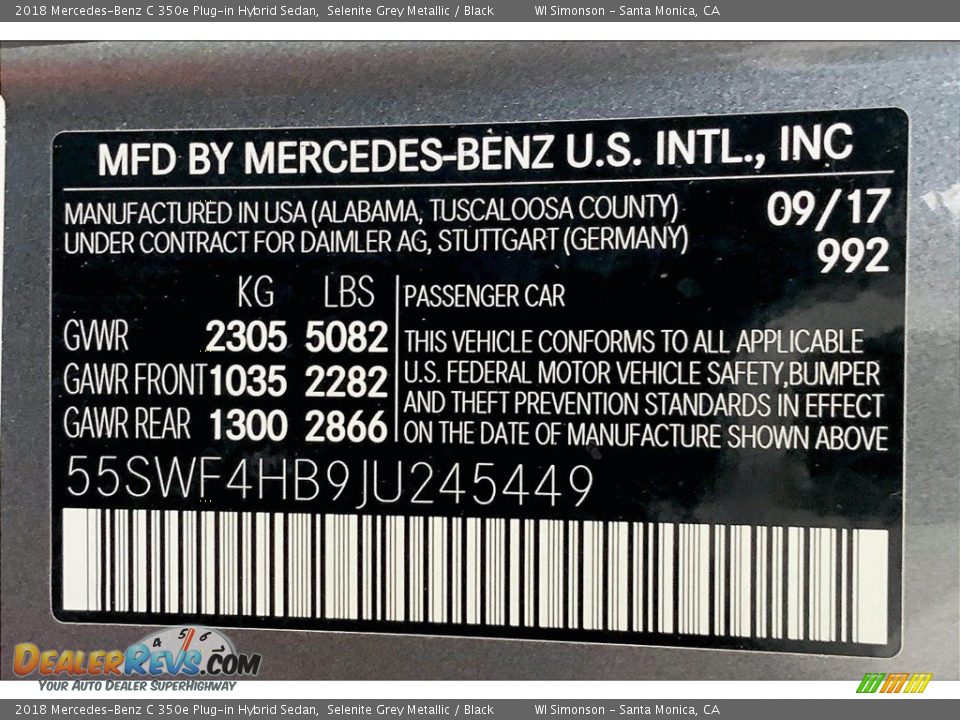 2018 Mercedes-Benz C 350e Plug-in Hybrid Sedan, Selenite Grey Metallic / Black WI Simonson - Santa Monica, CA
MFD BY MERCEDES-BENZ U.S. INTL., INC
MANUFACTURED IN USA (ALABAMA, TUSCALOOSA COUNTY) 09/17
UNDER CONTRACT FOR DAIMLER AG, STUTTGART (GERMANY) 992
KG LBS PASSENGER CAR
GVWR 2305 5082 THIS VEHICLE CONFORMS TO ALL APPLICABLE
GAWR FRONT 1035 2282 U.S. FEDERAL MOTOR VEHICLE SAFETY,BUMPER
AND THEFT PREVENTION STANDARDS IN EFFECT
GAWR REAR 1300 2866 ON THE DATE OF MANUFACTURE SHOWN ABOVE
55SWF4HB9JU245449
4 5 6
DEALERREVS.COM
YOUR AUTO DEALER SUPERHIGHWAY
2018 Mercedes-Benz C 350e Plug-in Hybrid Sedan, Selenite Grey Metallic / Black WI Simonson - Santa Monica, CA